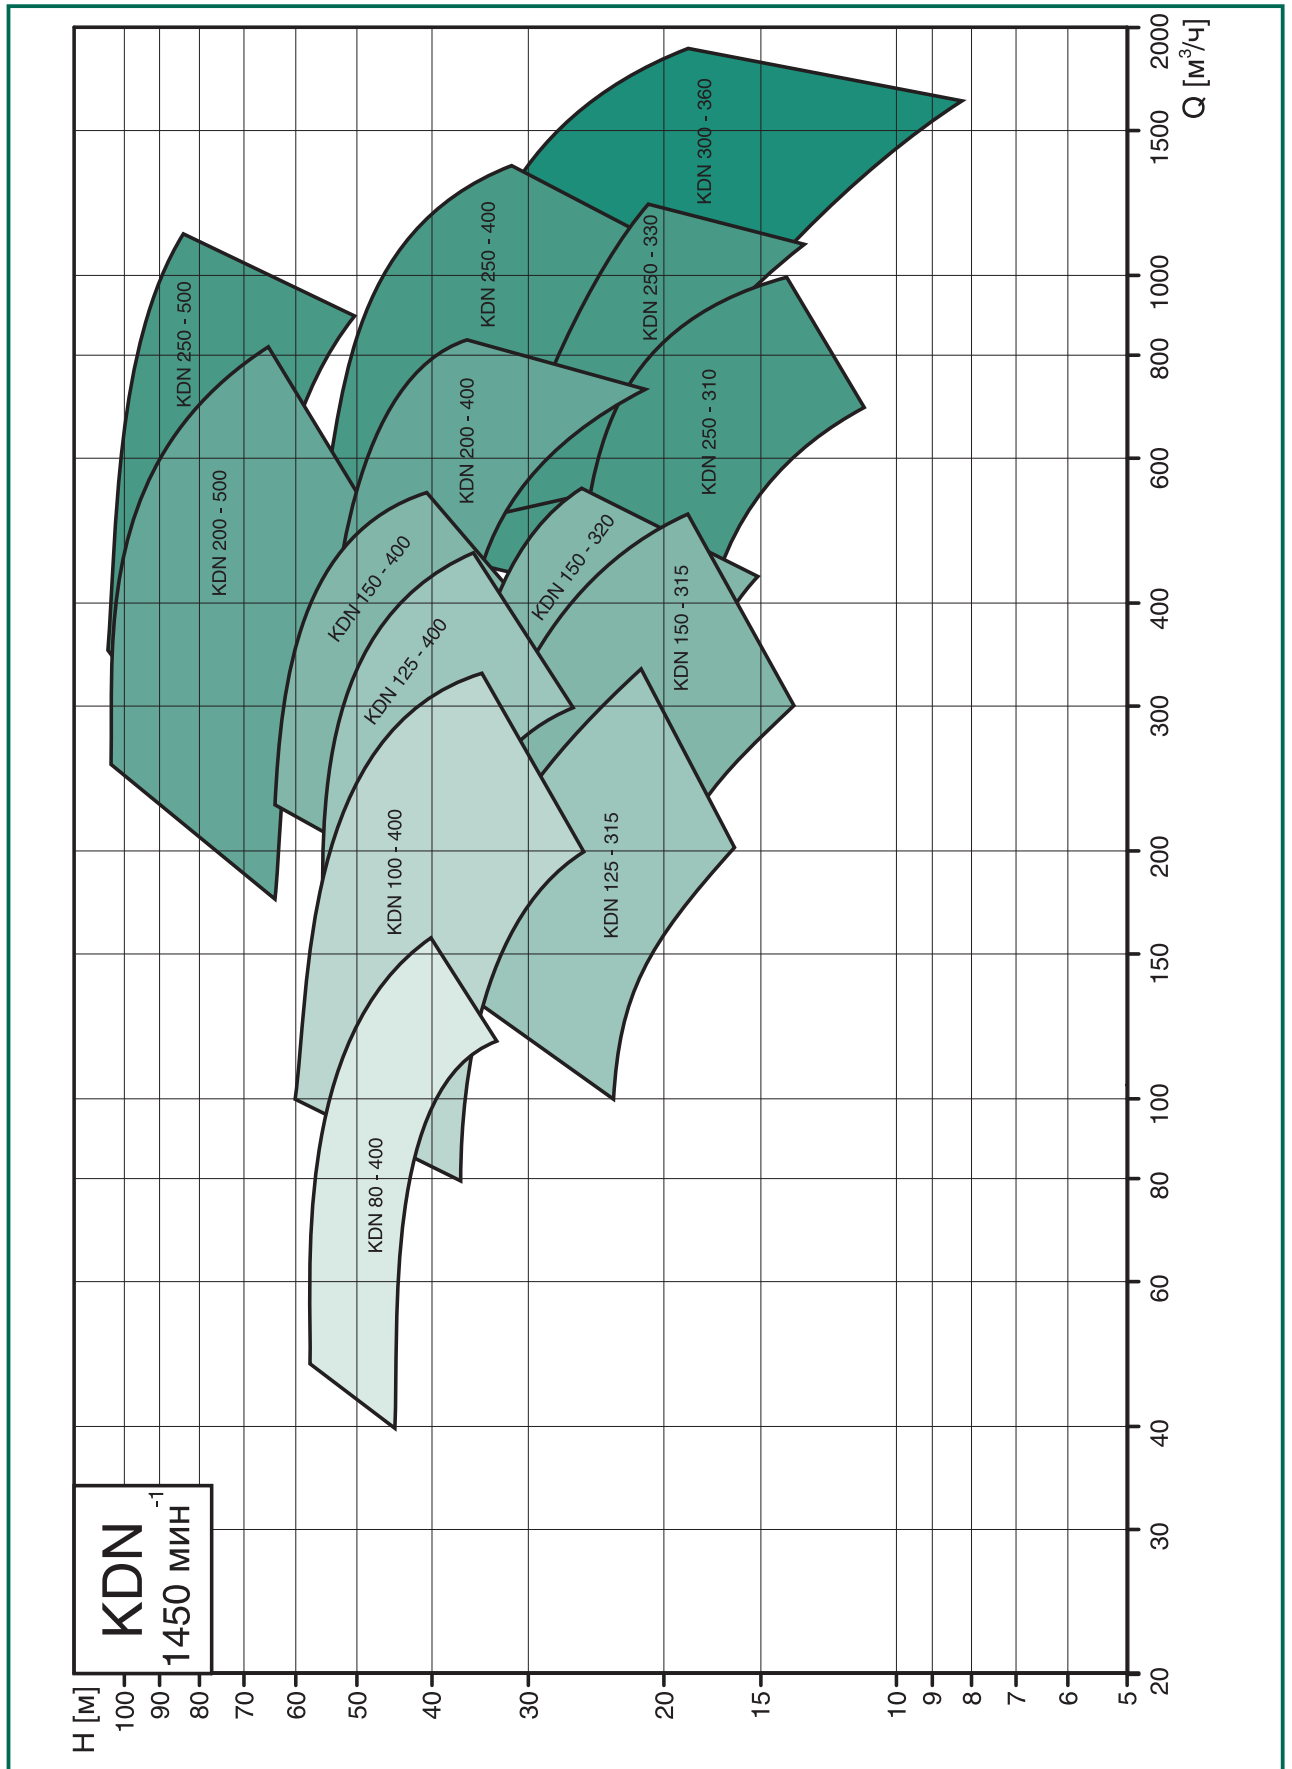 KDN
1450 мин⁻¹
H [м]
100
90
80
70
60
50
40
30
20
15
10
9
8
7
6
5
20
30
40
60
80
100
150
200
300
400
600
800
1000
1500
2000
Q [м³/ч]
KDN 250 - 500
KDN 200 - 500
KDN 250 - 400
KDN 300 - 360
KDN 250 - 330
KDN 200 - 400
KDN 250 - 310
KDN 150 - 400
KDN 150 - 320
KDN 125 - 400
KDN 150 - 315
KDN 100 - 400
KDN 125 - 315
KDN 80 - 400